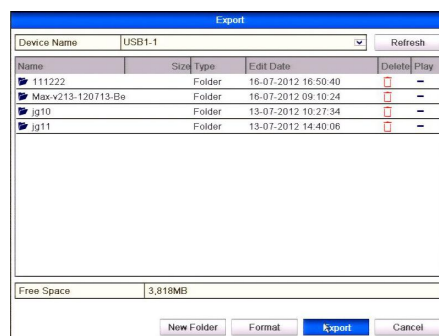 Export
Device Name USB1-1 Refresh
Name Size Type Edit Date Delete Play
111222 Folder 16-07-2012 16:50:40
Max-v213-120713-Be Folder 16-07-2012 09:10:24
jg10 Folder 13-07-2012 10:27:34
jg11 Folder 13-07-2012 14:40:06
Free Space 3,818MB
New Folder Format Export Cancel